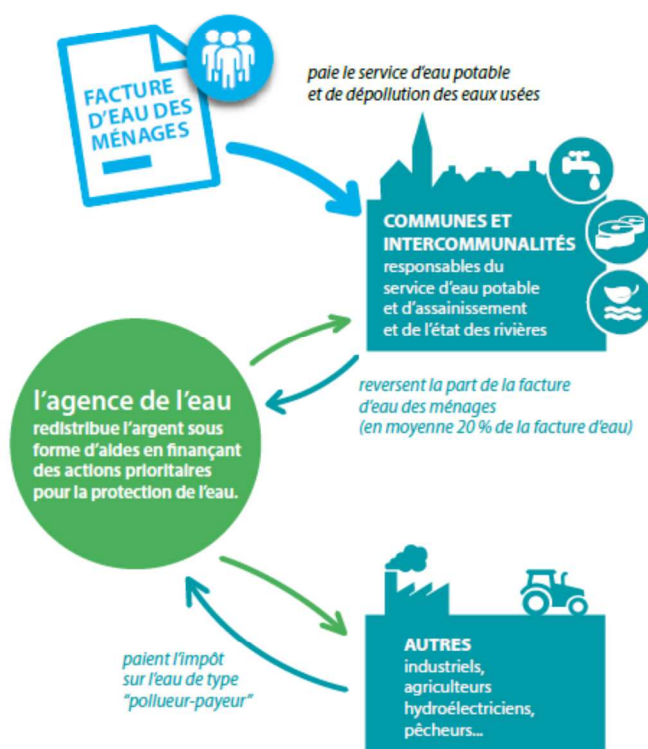 FACTURE
D'EAU DES
MÉNAGES
paie le service d'eau potable
et de dépollution des eaux usées
COMMUNES ET
INTERCOMMUNALITÉS
responsables du
service d'eau potable
et d'assainissement
et de l'état des rivières
reversent la part de la facture
d'eau des ménages
(en moyenne 20 % de la facture d'eau)
l'agence de l'eau
redistribue l'argent sous
forme d'aides en finançant
des actions prioritaires
pour la protection de l'eau.
paient l'impôt
sur l'eau de type
"pollueur-payeur"
AUTRES
industriels,
agriculteurs
hydroélectriciens,
pêcheurs...